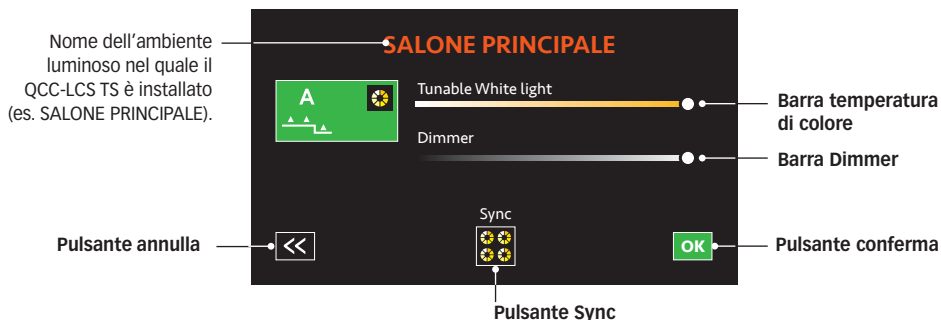 Nome dell'ambiente
luminoso nel quale il
QCC-LCS TS è installato
(es. SALONE PRINCIPALE).
SALONE PRINCIPALE
A
Tunable White light
Dimmer
Barra temperatura
di colore
Barra Dimmer
Pulsante annulla
<<
Sync
OK
Pulsante conferma
Pulsante Sync